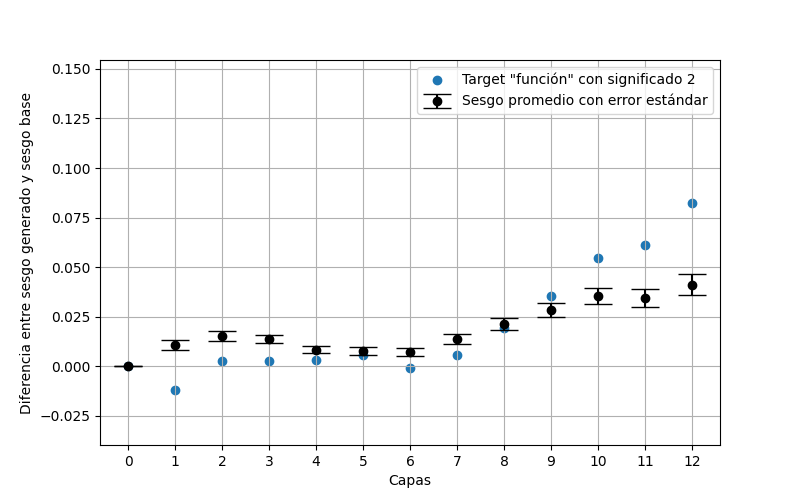 Target "función" con significado 2
Sesgo promedio con error estándar
Diferencia entre sesgo generado y sesgo base
0.150
0.125
0.100
0.075
0.050
0.025
0.000
−0.025
0 1 2 3 4 5 6 7 8 9 10 11 12
Capas